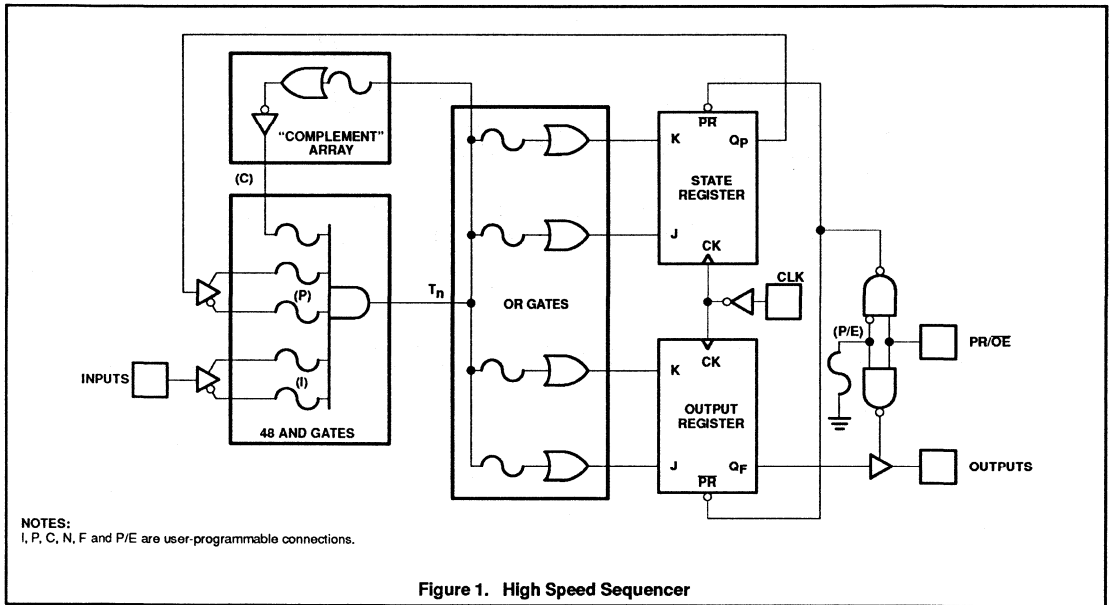 "COMPLEMENT"
ARRAY
(C)
(P)
(I)
INPUTS
48 AND GATES
Tn
OR GATES
K
J
PR
QP
STATE
REGISTER
CK
CLK
CK
K
J
OUTPUT
REGISTER
QF
PR
(P/E)
PR/OE
OUTPUTS
NOTES:
I, P, C, N, F and P/E are user-programmable connections.
Figure 1. High Speed Sequencer